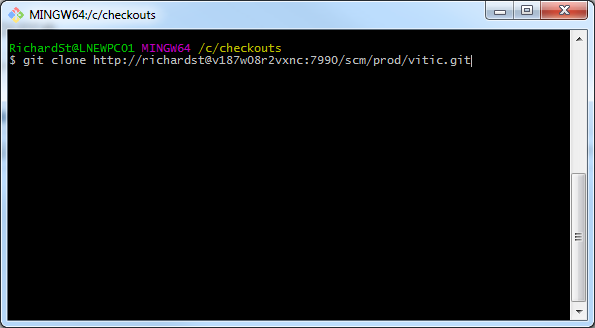 MINGW64:/c/checkouts
RichardSt@LNEWPC01 MINGW64 /c/checkouts
$ git clone http://richardst@v187w08r2vxnc:7990/scm/prod/vitic.git